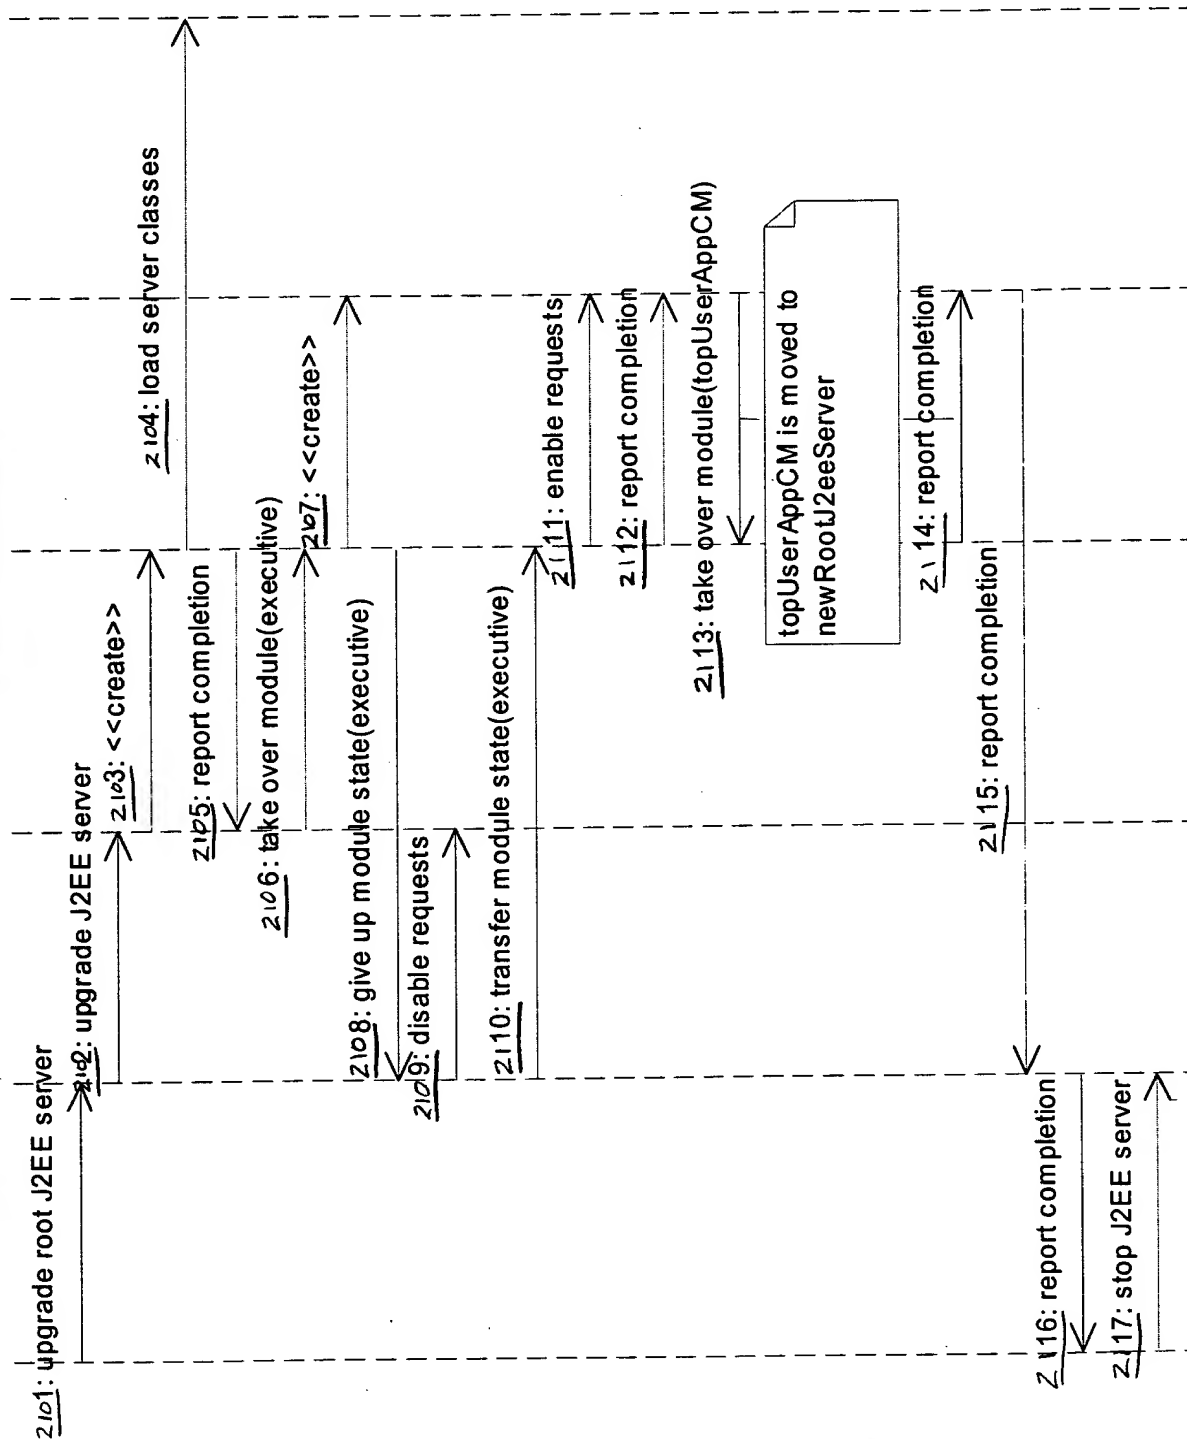 2101: upgrade root J2EE server
2102: upgrade J2EE server
2103: <<create>>
2104: load server classes
2105: report completion
2106: take over module(executive)
2107: <<create>>
2108: give up module state(executive)
2109: disable requests
2110: transfer module state(executive)
2111: enable requests
2112: report completion
2113: take over module(topUserAppCM)
topUserAppCM is moved to
newRootJ2eeServer
2114: report completion
2115: report completion
2116: report completion
2117: stop J2EE server